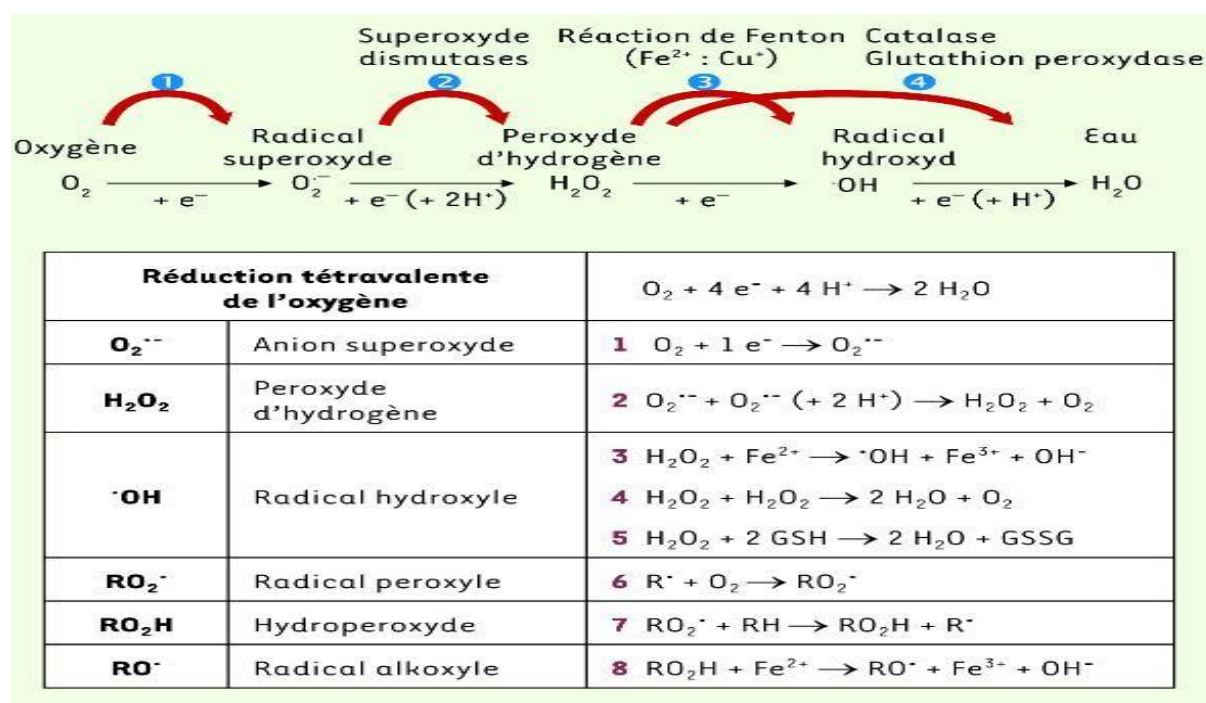 Superoxyde Réaction de Fenton Catalase
dismutases (Fe²⁺ : Cu⁺) Glutathion peroxydase
1 2 3 4
Oxygène Radical superoxyde Peroxyde d'hydrogène Radical hydroxyd Eau
O₂ ⟶ O₂·⁻ ⟶ H₂O₂ ⟶ ·OH ⟶ H₂O
+ e⁻ + e⁻ (+ 2H⁺) + e⁻ + e⁻ (+ H⁺)
Réduction tétravalente
de l'oxygène
O₂ + 4 e⁻ + 4 H⁺ ⟶ 2 H₂O
O₂·⁻ Anion superoxyde 1 O₂ + 1 e⁻ ⟶ O₂·⁻
H₂O₂ Peroxyde d'hydrogène 2 O₂·⁻ + O₂·⁻ (+ 2 H⁺) ⟶ H₂O₂ + O₂
·OH Radical hydroxyle
3 H₂O₂ + Fe²⁺ ⟶ ·OH + Fe³⁺ + OH⁻
4 H₂O₂ + H₂O₂ ⟶ 2 H₂O + O₂
5 H₂O₂ + 2 GSH ⟶ 2 H₂O + GSSG
RO₂· Radical peroxyle 6 R· + O₂ ⟶ RO₂·
RO₂H Hydroperoxyde 7 RO₂· + RH ⟶ RO₂H + R·
RO· Radical alkoxyle 8 RO₂H + Fe²⁺ ⟶ RO· + Fe³⁺ + OH⁻